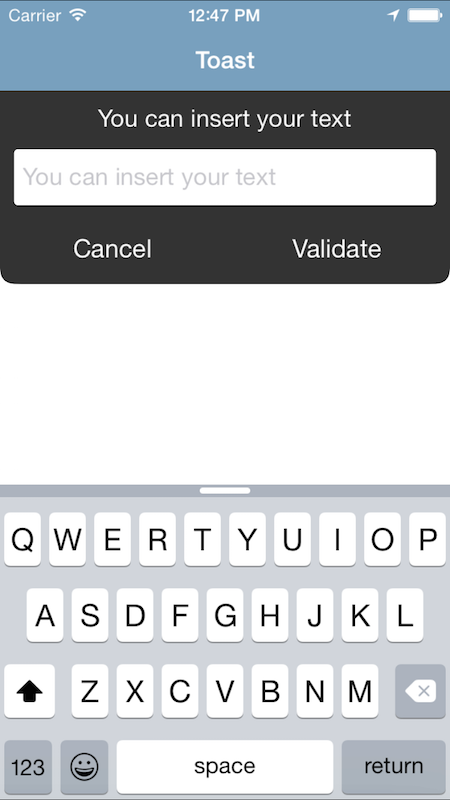 Carrier 12:47 PM
Toast
You can insert your text
You can insert your text
Cancel Validate
Q W E R T Y U I O P
A S D F G H J K L
Z X C V B N M
123 space return